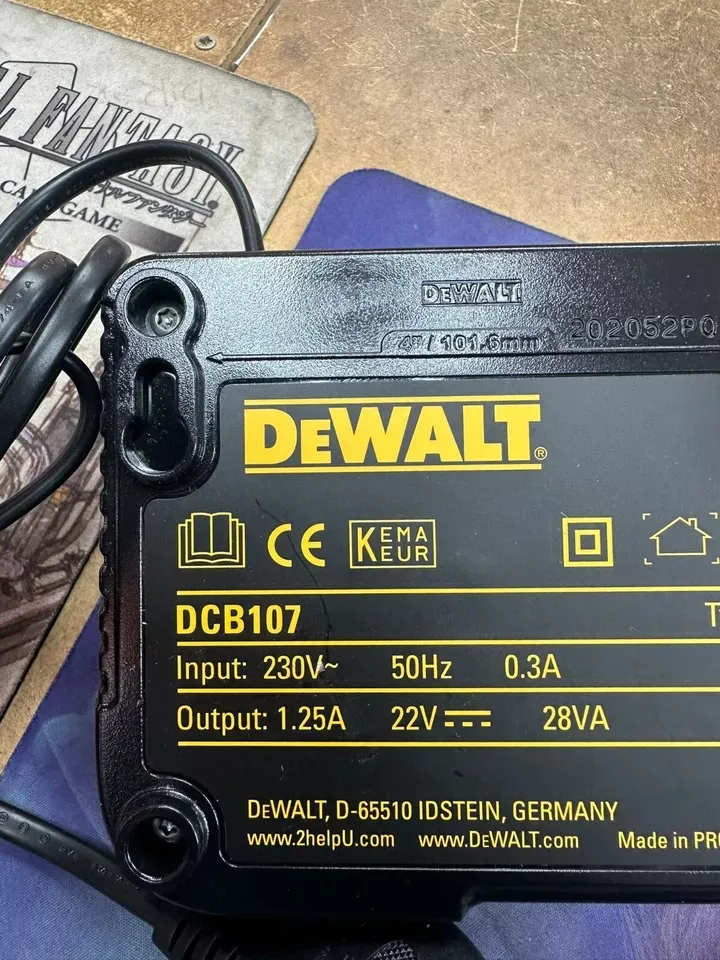 L FANTASY
CARD GAME
DEWALT
4" / 101.6mm
202052P0
DEWALT®
CE
KEMA
KEUR
DCB107
Input: 230V~ 50Hz 0.3A
Output: 1.25A 22V 28VA
DEWALT, D-65510 IDSTEIN, GERMANY
www.2helpU.com www.DEWALT.com Made in PR